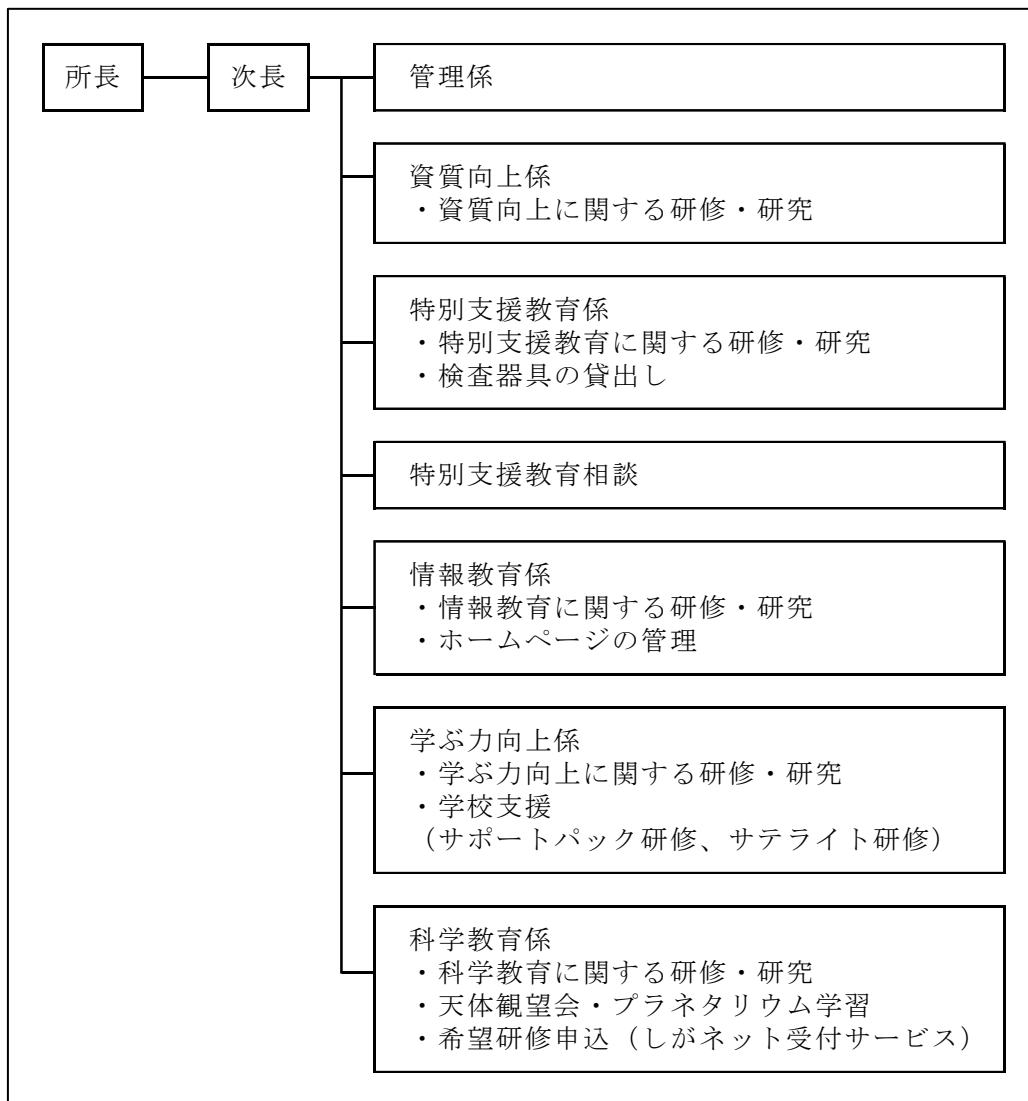 所長
次長
管理係
資質向上係
・資質向上に関する研修・研究
特別支援教育係
・特別支援教育に関する研修・研究
・検査器具の貸出し
特別支援教育相談
情報教育係
・情報教育に関する研修・研究
・ホームページの管理
学ぶ力向上係
・学ぶ力向上に関する研修・研究
・学校支援
（サポートパック研修、サテライト研修）
科学教育係
・科学教育に関する研修・研究
・天体観望会・プラネタリウム学習
・希望研修申込（しがネット受付サービス）